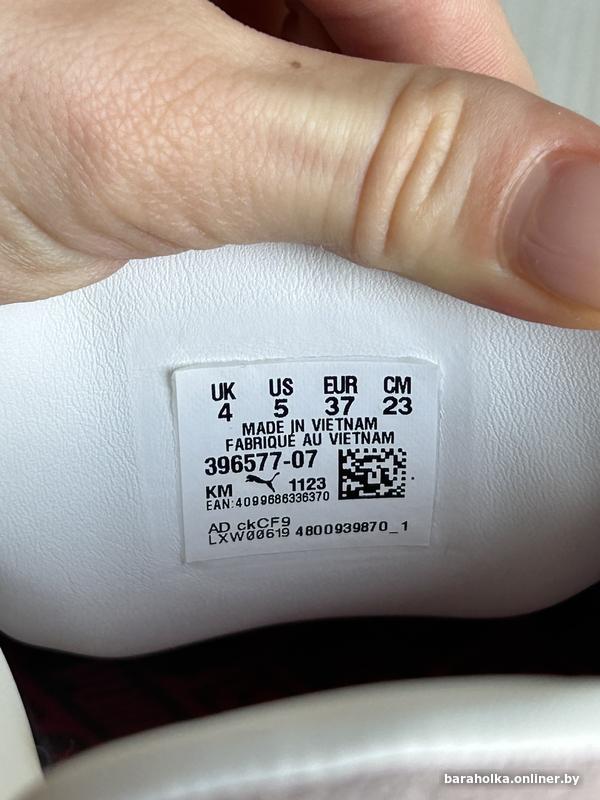 UK US EUR CM
4 5 37 23
MADE IN VIETNAM
FABRIQUÉ AU VIETNAM
396577-07
KM 1123
EAN:4099686336370
AD ckCF9
LXW00619 4800939870_1
baraholka.onliner.by